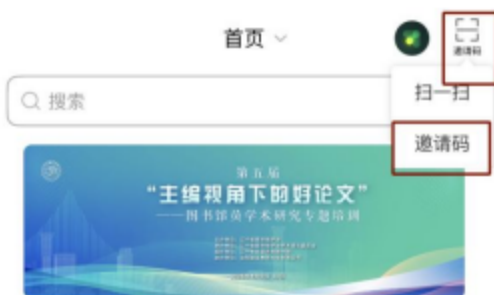 首页
邀请码
搜索
扫一扫
邀请码
第五届
“主编视角下的好论文”
——图书馆员学术研究专题培训